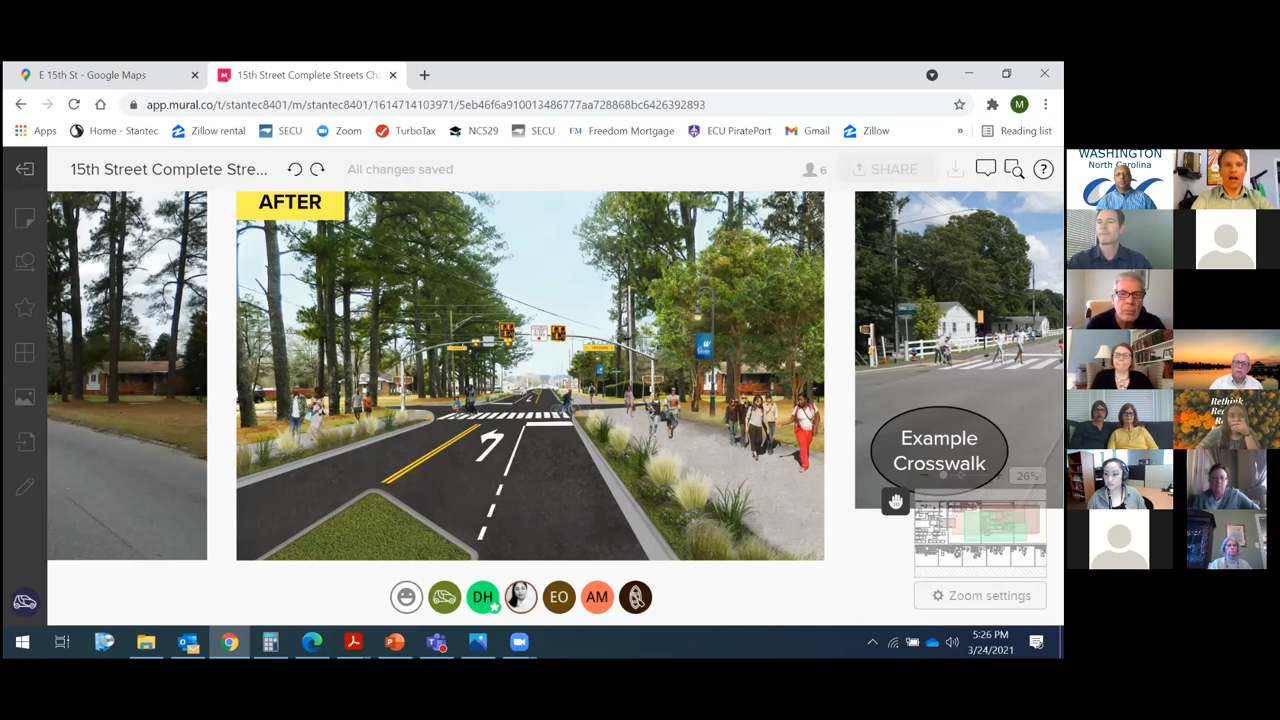 E 15th St - Google Maps
15th Street Complete Streets Cha
app.mural.co/t/stantec8401/m/stantec8401/1614714103971/5eb46f6a910013486777aa728868bc6426392893
M
Apps
Home - Stantec
Zillow rental
SECU
Zoom
TurboTax
NC529
SECU
FM Freedom Mortgage
ECU PiratePort
Gmail
Zillow
»
Reading list
15th Street Complete Stre...
All changes saved
6
SHARE
?
AFTER
Example
Crosswalk
26%
Zoom settings
DH
EO
AM
5:26 PM
3/24/2021
WASHINGTON
North Carolina
Rethink